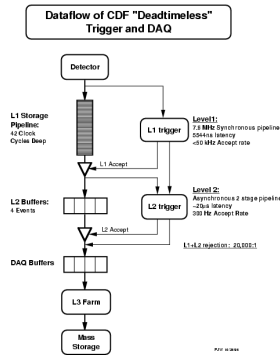 Dataflow of CDF "Deadtimeless"
Trigger and DAQ
Detector
L1 Storage
Pipeline:
42 Clock
Cycles Deep
L1 trigger
Level1:
7.6 MHz Synchronous pipeline
5544ns latency
<50 kHz Accept rate
L1 Accept
L2 Buffers:
4 Events
L2 trigger
Level 2:
Asynchronous 2 stage pipeline
~20µs latency
300 Hz Accept Rate
L2 Accept
L1+L2 rejection: 20,000:1
DAQ Buffers
L3 Farm
Mass
Storage